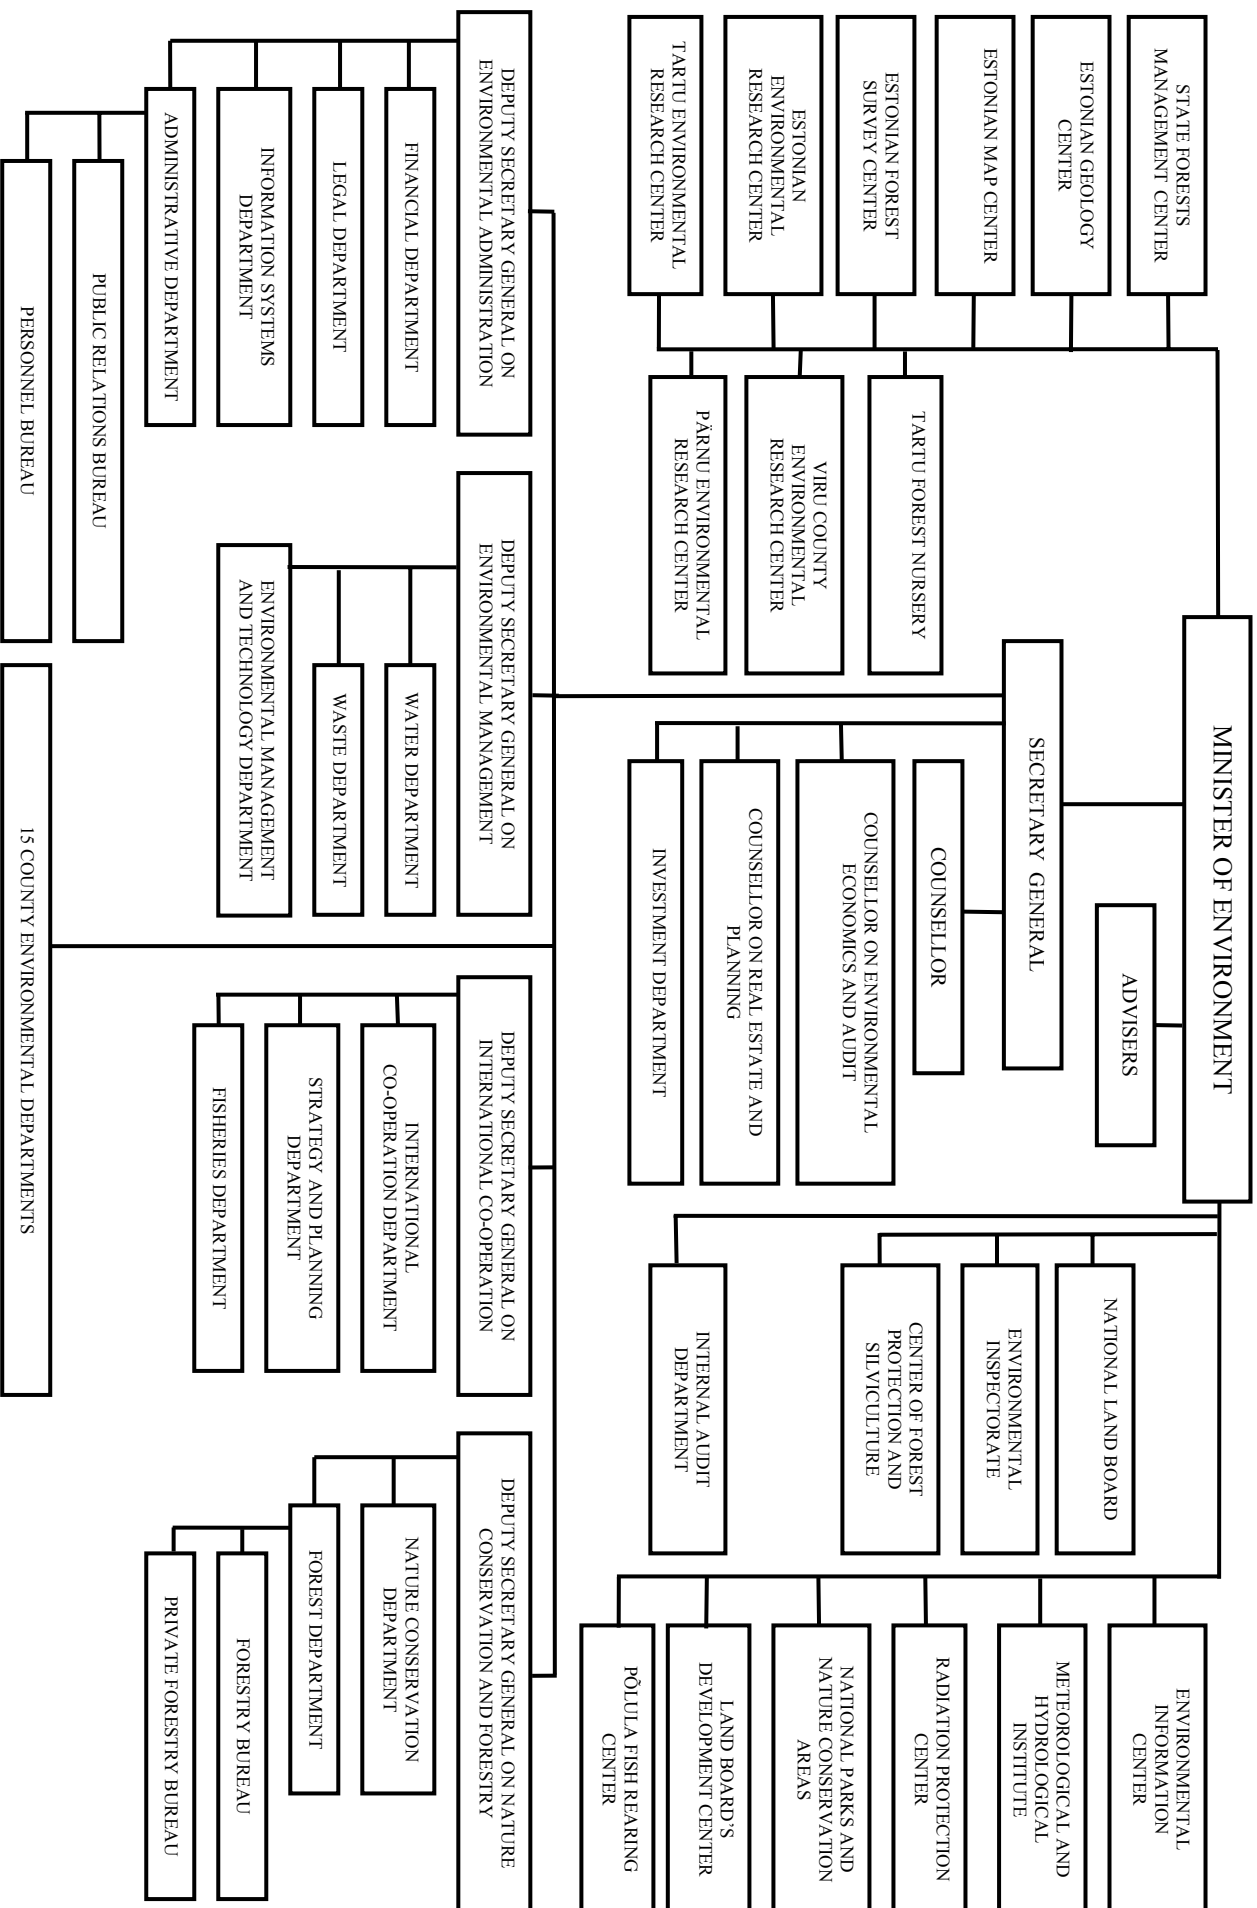 MINISTER OF ENVIRONMENT
ADVISERS
SECRETARY GENERAL
COUNSELLOR
COUNSELLOR ON ENVIRONMENTAL
ECONOMICS AND AUDIT
COUNSELLOR ON REAL ESTATE AND
PLANNING
INVESTMENT DEPARTMENT
STATE FORESTS
MANAGEMENT CENTER
ESTONIAN GEOLOGY
CENTER
ESTONIAN MAP CENTER
ESTONIAN FOREST
SURVEY CENTER
ESTONIAN
ENVIRONMENTAL
RESEARCH CENTER
TARTU ENVIRONMENTAL
RESEARCH CENTER
TARTU FOREST NURSERY
VIRU COUNTY
ENVIRONMENTAL
RESEARCH CENTER
PÄRNU ENVIRONMENTAL
RESEARCH CENTER
NATIONAL LAND BOARD
ENVIRONMENTAL
INSPECTORATE
CENTER OF FOREST
PROTECTION AND
SILVICULTURE
INTERNAL AUDIT
DEPARTMENT
ENVIRONMENTAL
INFORMATION
CENTER
METEOROLOGICAL AND
HYDROLOGICAL
INSTITUTE
RADIATION PROTECTION
CENTER
NATIONAL PARKS AND
NATURE CONSERVATION
AREAS
LAND BOARD'S
DEVELOPMENT CENTER
PÕLULA FISH REARING
CENTER
DEPUTY SECRETARY GENERAL ON
ENVIRONMENTAL ADMINISTRATION
FINANCIAL DEPARTMENT
LEGAL DEPARTMENT
INFORMATION SYSTEMS
DEPARTMENT
ADMINISTRATIVE DEPARTMENT
PUBLIC RELATIONS BUREAU
PERSONNEL BUREAU
DEPUTY SECRETARY GENERAL ON
ENVIRONMENTAL MANAGEMENT
WATER DEPARTMENT
WASTE DEPARTMENT
ENVIRONMENTAL MANAGEMENT
AND TECHNOLOGY DEPARTMENT
DEPUTY SECRETARY GENERAL ON
INTERNATIONAL CO-OPERATION
INTERNATIONAL
CO-OPERATION DEPARTMENT
STRATEGY AND PLANNING
DEPARTMENT
FISHERIES DEPARTMENT
DEPUTY SECRETARY GENERAL ON NATURE
CONSERVATION AND FORESTRY
NATURE CONSERVATION
DEPARTMENT
FOREST DEPARTMENT
FORESTRY BUREAU
PRIVATE FORESTRY BUREAU
15 COUNTY ENVIRONMENTAL DEPARTMENTS